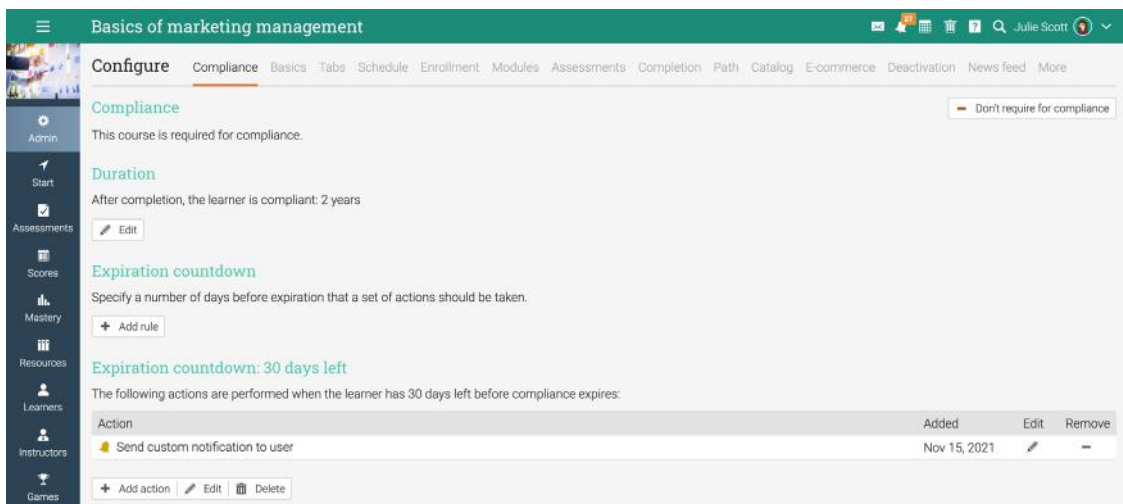 Basics of marketing management
27
?
Julie Scott
Configure Compliance Basics Tabs Schedule Enrollment Modules Assessments Completion Path Catalog E-commerce Deactivation News feed More
Admin
Start
Assessments
Scores
Mastery
Resources
Learners
Instructors
Games
Compliance
Don't require for compliance
This course is required for compliance.
Duration
After completion, the learner is compliant: 2 years
Edit
Expiration countdown
Specify a number of days before expiration that a set of actions should be taken.
+ Add rule
Expiration countdown: 30 days left
The following actions are performed when the learner has 30 days left before compliance expires:
Action Added Edit Remove
Send custom notification to user Nov 15, 2021
+ Add action Edit Delete